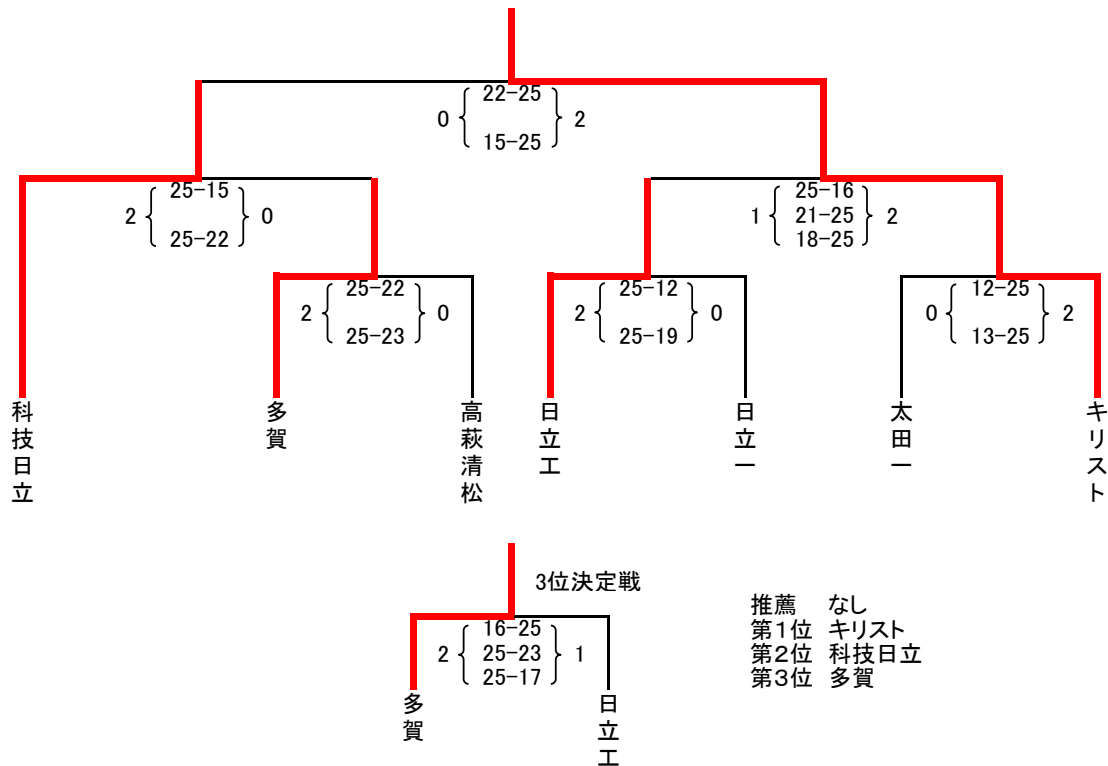 22-25
0 2
15-25
25-15
2 0
25-22
25-16
1 21-25 2
18-25
25-22
2 0
25-23
25-12
2 0
25-19
12-25
0 2
13-25
科技日立
多賀
高萩清松
日立工
日立一
太田一
キリスト
3位決定戦
16-25
2 25-23 1
25-17
多賀
日立工
推薦 なし
第1位 キリスト
第2位 科技日立
第3位 多賀